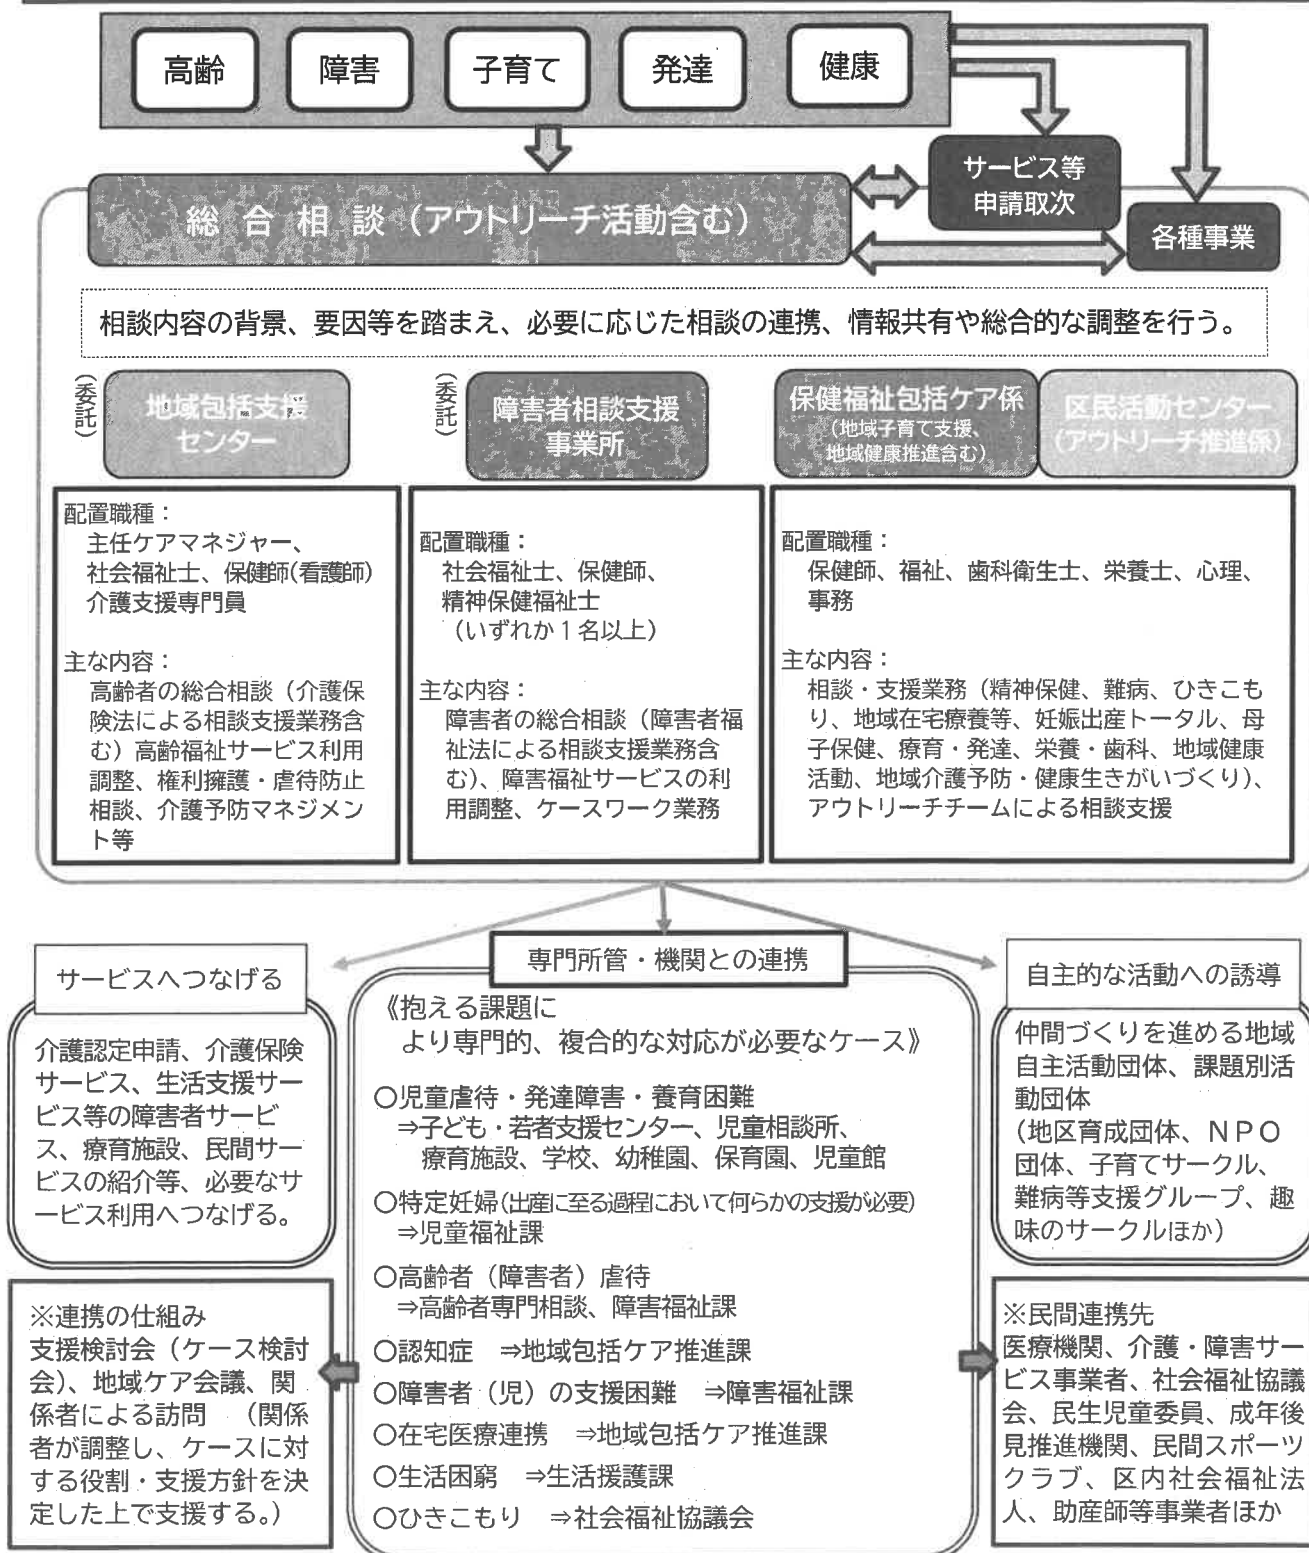 高齢
障害
子育て
発達
健康
サービス等
申請取次
総合相談（アウトリーチ活動含む）
各種事業
相談内容の背景、要因等を踏まえ、必要に応じた相談の連携、情報共有や総合的な調整を行う。
（委託）
地域包括支援
センター
（委託）
障害者相談支援
事業所
保健福祉包括ケア係
（地域子育て支援、
地域健康推進含む）
区民活動センター
（アウトリーチ推進係）
配置職種：
主任ケアマネジャー、
社会福祉士、保健師(看護師)
介護支援専門員
主な内容：
高齢者の総合相談（介護保
険法による相談支援業務含
む）高齢福祉サービス利用
調整、権利擁護・虐待防止
相談、介護予防マネジメン
ト等
配置職種：
社会福祉士、保健師、
精神保健福祉士
（いずれか１名以上）
主な内容：
障害者の総合相談（障害者福
祉法による相談支援業務含
む）、障害福祉サービスの利
用調整、ケースワーク業務
配置職種：
保健師、福祉、歯科衛生士、栄養士、心理、
事務
主な内容：
相談・支援業務（精神保健、難病、ひきこも
り、地域在宅療養等、妊娠出産トータル、母
子保健、療育・発達、栄養・歯科、地域健康
活動、地域介護予防・健康生きがいづくり）、
アウトリーチチームによる相談支援
サービスへつなげる
介護認定申請、介護保険
サービス、生活支援サー
ビス等の障害者サービ
ス、療育施設、民間サー
ビスの紹介等、必要なサ
ービス利用へつなげる。
※連携の仕組み
支援検討会（ケース検討
会）、地域ケア会議、関
係者による訪問　（関係
者が調整し、ケースに対
する役割・支援方針を決
定した上で支援する。）
専門所管・機関との連携
《抱える課題に
より専門的、複合的な対応が必要なケース》
○児童虐待・発達障害・養育困難
⇒子ども・若者支援センター、児童相談所、
療育施設、学校、幼稚園、保育園、児童館
○特定妊婦(出産に至る過程において何らかの支援が必要)
⇒児童福祉課
○高齢者（障害者）虐待
⇒高齢者専門相談、障害福祉課
○認知症　⇒地域包括ケア推進課
○障害者（児）の支援困難　⇒障害福祉課
○在宅医療連携　⇒地域包括ケア推進課
○生活困窮　⇒生活援護課
○ひきこもり　⇒社会福祉協議会
自主的な活動への誘導
仲間づくりを進める地域
自主活動団体、課題別活
動団体
（地区育成団体、ＮＰＯ
団体、子育てサークル、
難病等支援グループ、趣
味のサークルほか）
※民間連携先
医療機関、介護・障害サー
ビス事業者、社会福祉協議
会、民生児童委員、成年後
見推進機関、民間スポーツ
クラブ、区内社会福祉法
人、助産師等事業者ほか